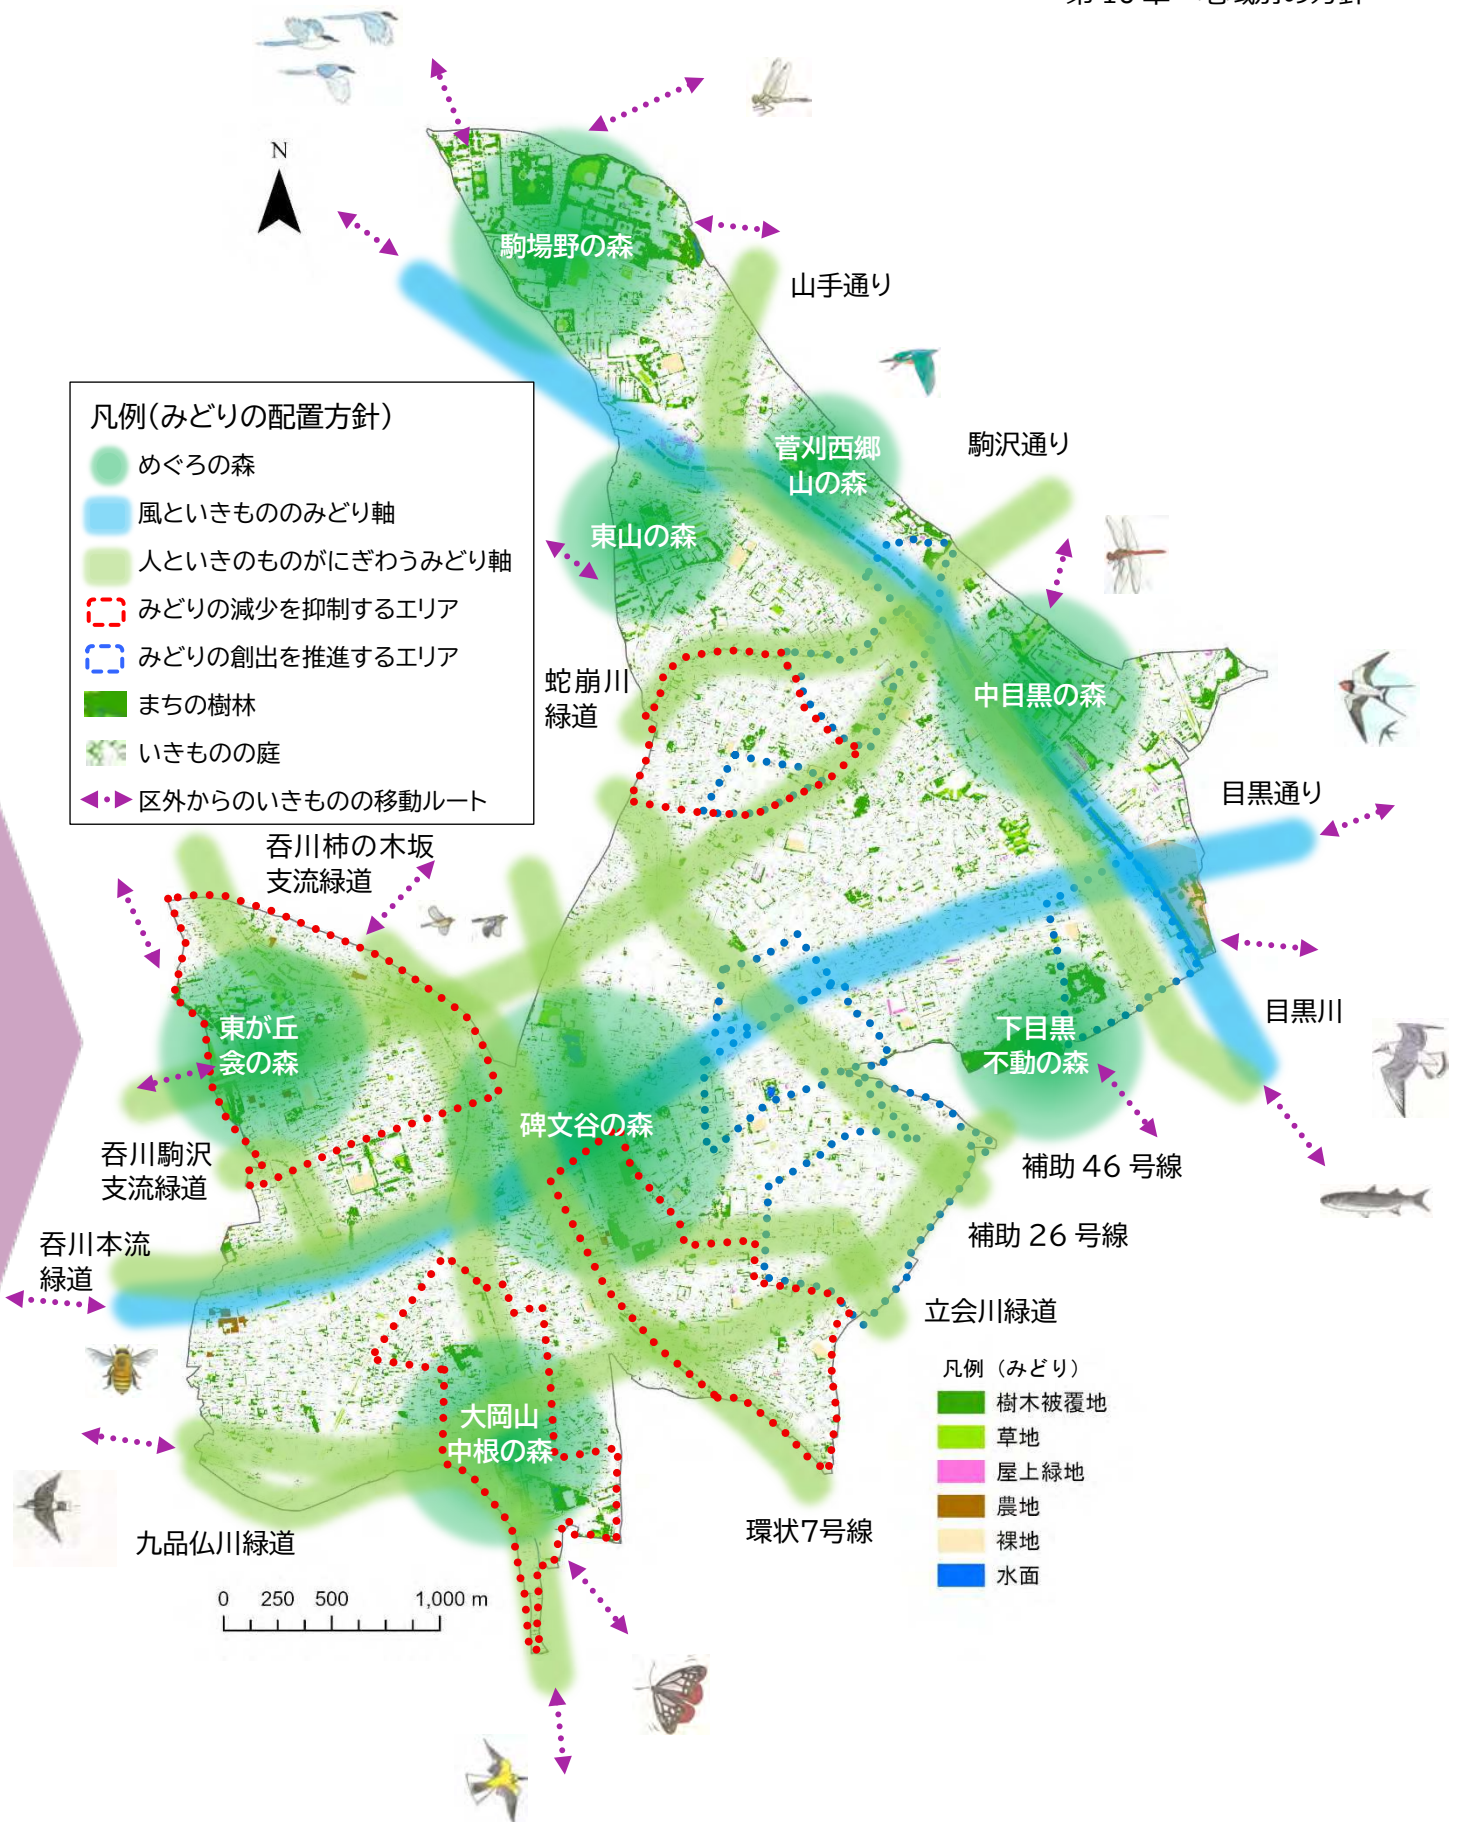 N
駒場野の森
山手通り
凡例(みどりの配置方針)
めぐろの森
風といきもののみどり軸
人といきのものがにぎわうみどり軸
みどりの減少を抑制するエリア
みどりの創出を推進するエリア
まちの樹林
いきものの庭
区外からのいきものの移動ルート
菅刈西郷
山の森
駒沢通り
東山の森
蛇崩川
緑道
中目黒の森
目黒通り
呑川柿の木坂
支流緑道
東が丘
衾の森
下目黒
不動の森
目黒川
碑文谷の森
呑川駒沢
支流緑道
補助 46 号線
補助 26 号線
呑川本流
緑道
立会川緑道
凡例 (みどり)
樹木被覆地
草地
屋上緑地
農地
裸地
水面
大岡山
中根の森
環状7号線
九品仏川緑道
0 250 500 1,000 m